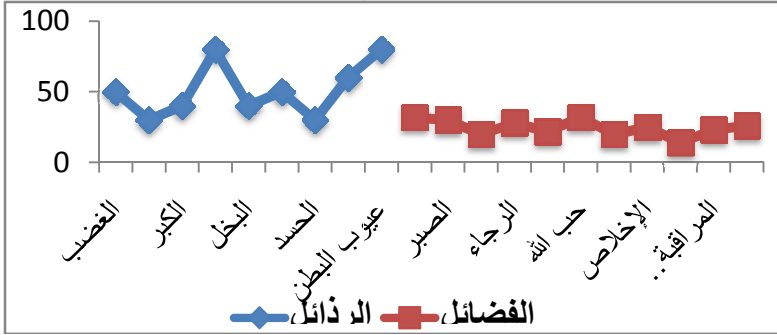 100
50
0
الغضب
الكبر
البخل
الحسد
عيوب البطن
الصبر
الرجاء
حب الله
الإخلاص
المراقبة..
الرذائل
الفضائل